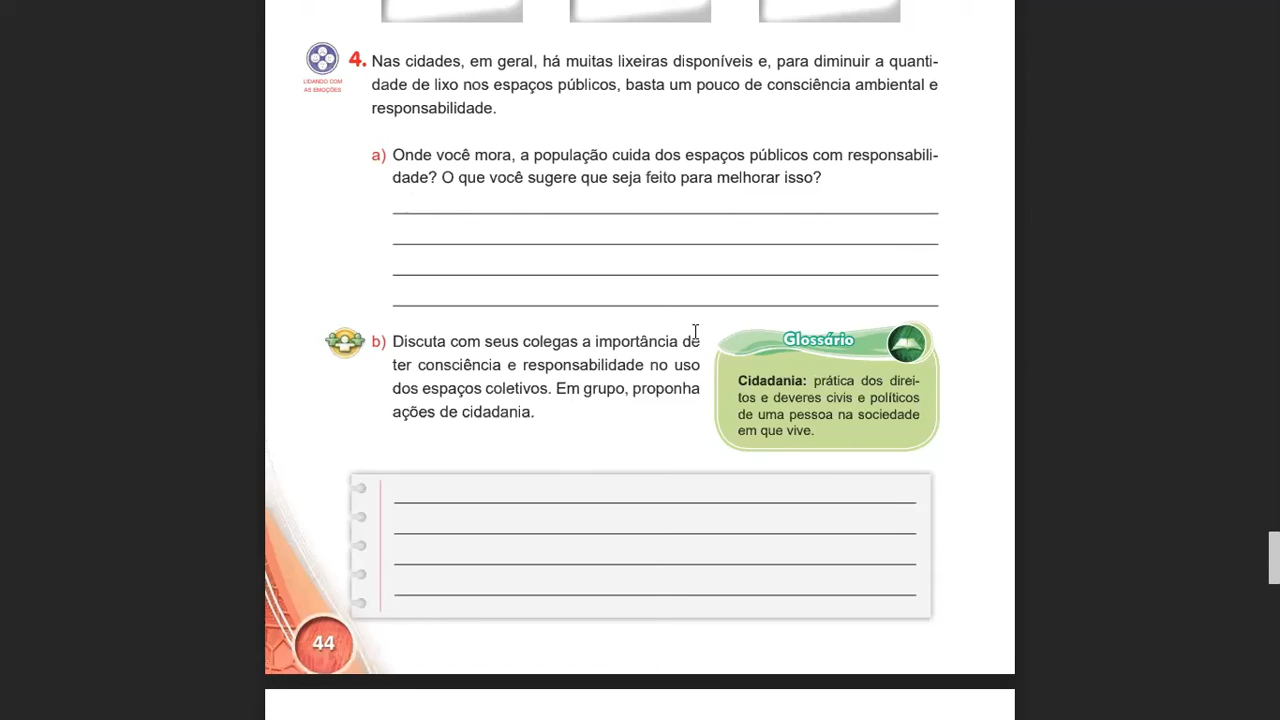 LIDANDO COM
AS EMOÇÕES
4. Nas cidades, em geral, há muitas lixeiras disponíveis e, para diminuir a quanti-
dade de lixo nos espaços públicos, basta um pouco de consciência ambiental e
responsabilidade.
a) Onde você mora, a população cuida dos espaços públicos com responsabili-
dade? O que você sugere que seja feito para melhorar isso?
b) Discuta com seus colegas a importância de
ter consciência e responsabilidade no uso
dos espaços coletivos. Em grupo, proponha
ações de cidadania.
Glossário
Cidadania: prática dos direi-
tos e deveres civis e políticos
de uma pessoa na sociedade
em que vive.
44